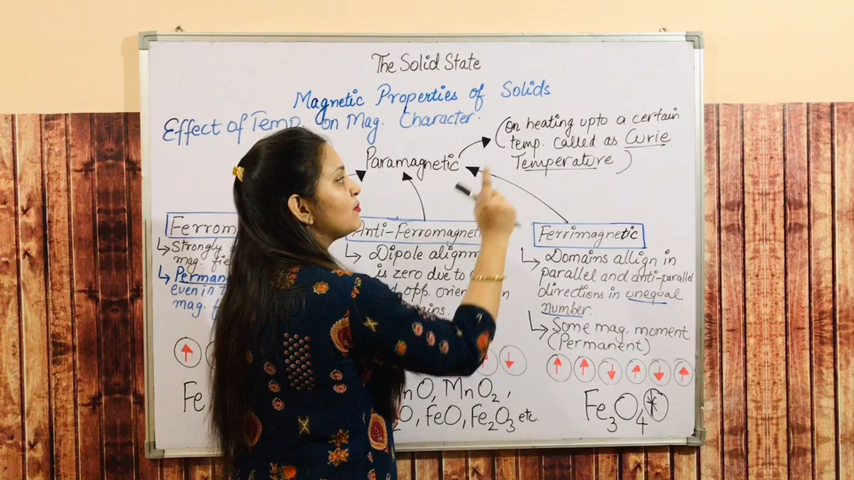 The Solid State
Magnetic Properties of Solids
Effect of Temp. on Mag. Character.
(On heating upto a certain
temp. called as Curie
Temperature)
Paramagnetic
Ferrom
Strongly
mag. fie
Perman
even in
mag.
Anti-Ferromagne
Dipole alignm
is zero due to
opp. orien
Ferrimagnetic
Domains allign in
parallel and anti-parallel
directions in unequal
number.
Some mag. moment
(Permanent)
Fe
nO, MnO2,
O, FeO, Fe2O3 etc.
Fe3O4 *